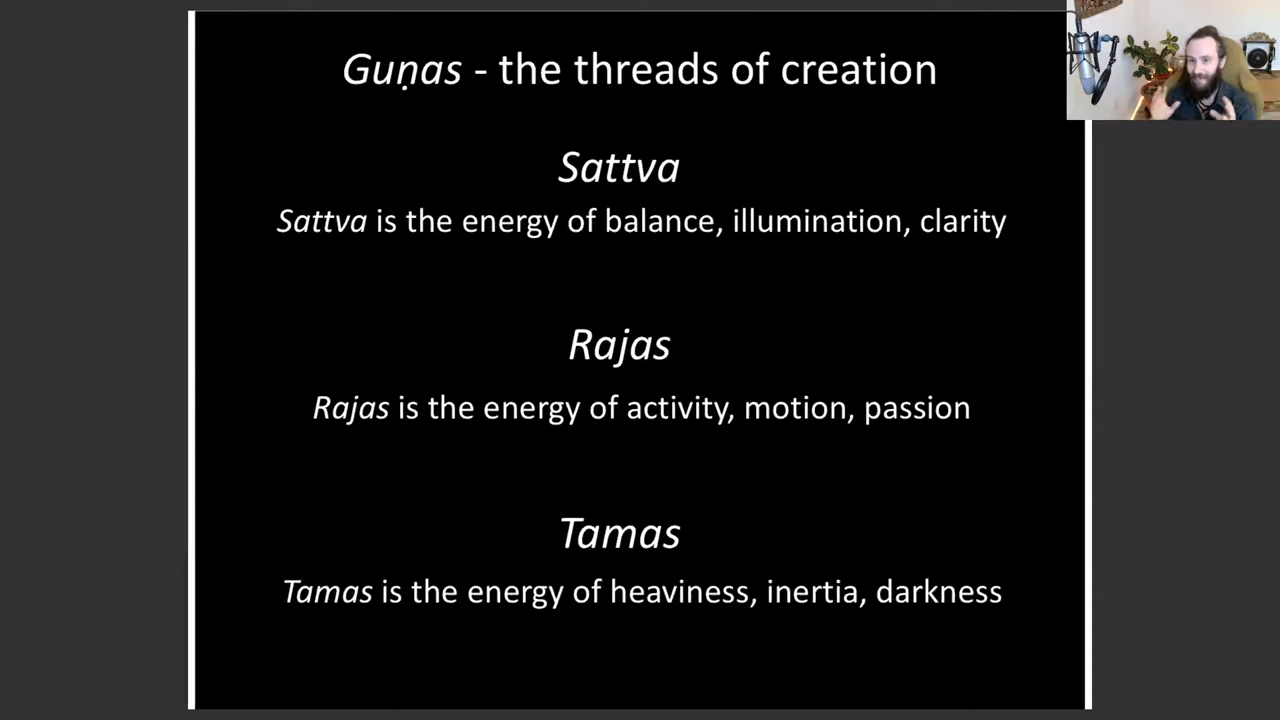 Guṇas - the threads of creation
Sattva
Sattva is the energy of balance, illumination, clarity
Rajas
Rajas is the energy of activity, motion, passion
Tamas
Tamas is the energy of heaviness, inertia, darkness